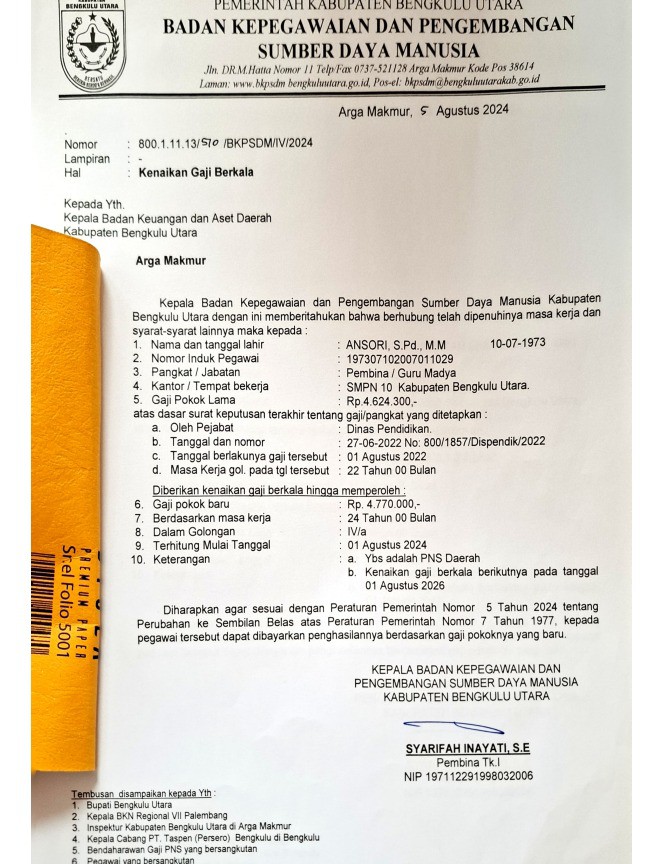 PEMERINTAH KABUPATEN BENGKULU UTARA
BENGKULU UTARA
BADAN KEPEGAWAIAN DAN PENGEMBANGAN
SUMBER DAYA MANUSIA
Jln. DR.M.Hatta Nomor 11 Telp/Fax 0737-521128 Arga Makmur Kode Pos 38614
Laman: www.bkpsdm bengkuluutara.go.id, Pos-el: bkpsdm@bengkuluutarakab.go.id
Arga Makmur, 5 Agustus 2024
Nomor : 800.1.11.13/510 /BKPSDM/IV/2024
Lampiran : -
Hal : Kenaikan Gaji Berkala
Kepada Yth.
Kepala Badan Keuangan dan Aset Daerah
Kabupaten Bengkulu Utara
Arga Makmur
Kepala Badan Kepegawaian dan Pengembangan Sumber Daya Manusia Kabupaten
Bengkulu Utara dengan ini memberitahukan bahwa berhubung telah dipenuhinya masa kerja dan
syarat-syarat lainnya maka kepada :
1. Nama dan tanggal lahir : ANSORI, S.Pd., M.M 10-07-1973
2. Nomor Induk Pegawai : 197307102007011029
3. Pangkat / Jabatan : Pembina / Guru Madya
4. Kantor / Tempat bekerja : SMPN 10 Kabupaten Bengkulu Utara.
5. Gaji Pokok Lama : Rp.4.624.300,-
atas dasar surat keputusan terakhir tentang gaji/pangkat yang ditetapkan :
a. Oleh Pejabat : Dinas Pendidikan.
b. Tanggal dan nomor : 27-06-2022 No: 800/1857/Dispendik/2022
c. Tanggal berlakunya gaji tersebut : 01 Agustus 2022
d. Masa Kerja gol. pada tgl tersebut : 22 Tahun 00 Bulan
Diberikan kenaikan gaji berkala hingga memperoleh :
6. Gaji pokok baru : Rp. 4.770.000,-
7. Berdasarkan masa kerja : 24 Tahun 00 Bulan
8. Dalam Golongan : IV/a
9. Terhitung Mulai Tanggal : 01 Agustus 2024
10. Keterangan : a. Ybs adalah PNS Daerah
b. Kenaikan gaji berkala berikutnya pada tanggal
01 Agustus 2026
Diharapkan agar sesuai dengan Peraturan Pemerintah Nomor 5 Tahun 2024 tentang
Perubahan ke Sembilan Belas atas Peraturan Pemerintah Nomor 7 Tahun 1977, kepada
pegawai tersebut dapat dibayarkan penghasilannya berdasarkan gaji pokoknya yang baru.
KEPALA BADAN KEPEGAWAIAN DAN
PENGEMBANGAN SUMBER DAYA MANUSIA
KABUPATEN BENGKULU UTARA
SYARIFAH INAYATI, S.E
Pembina Tk.I
NIP 197112291998032006
Tembusan disampaikan kepada Yth :
1. Bupati Bengkulu Utara
2. Kepala BKN Regional VII Palembang
3. Inspektur Kabupaten Bengkulu Utara di Arga Makmur
4. Kepala Cabang PT. Taspen (Persero) Bengkulu di Bengkulu
5. Bendaharawan Gaji PNS yang bersangkutan
6. Pegawai yang bersangkutan
PREMIUM PAPER
Folio 5001